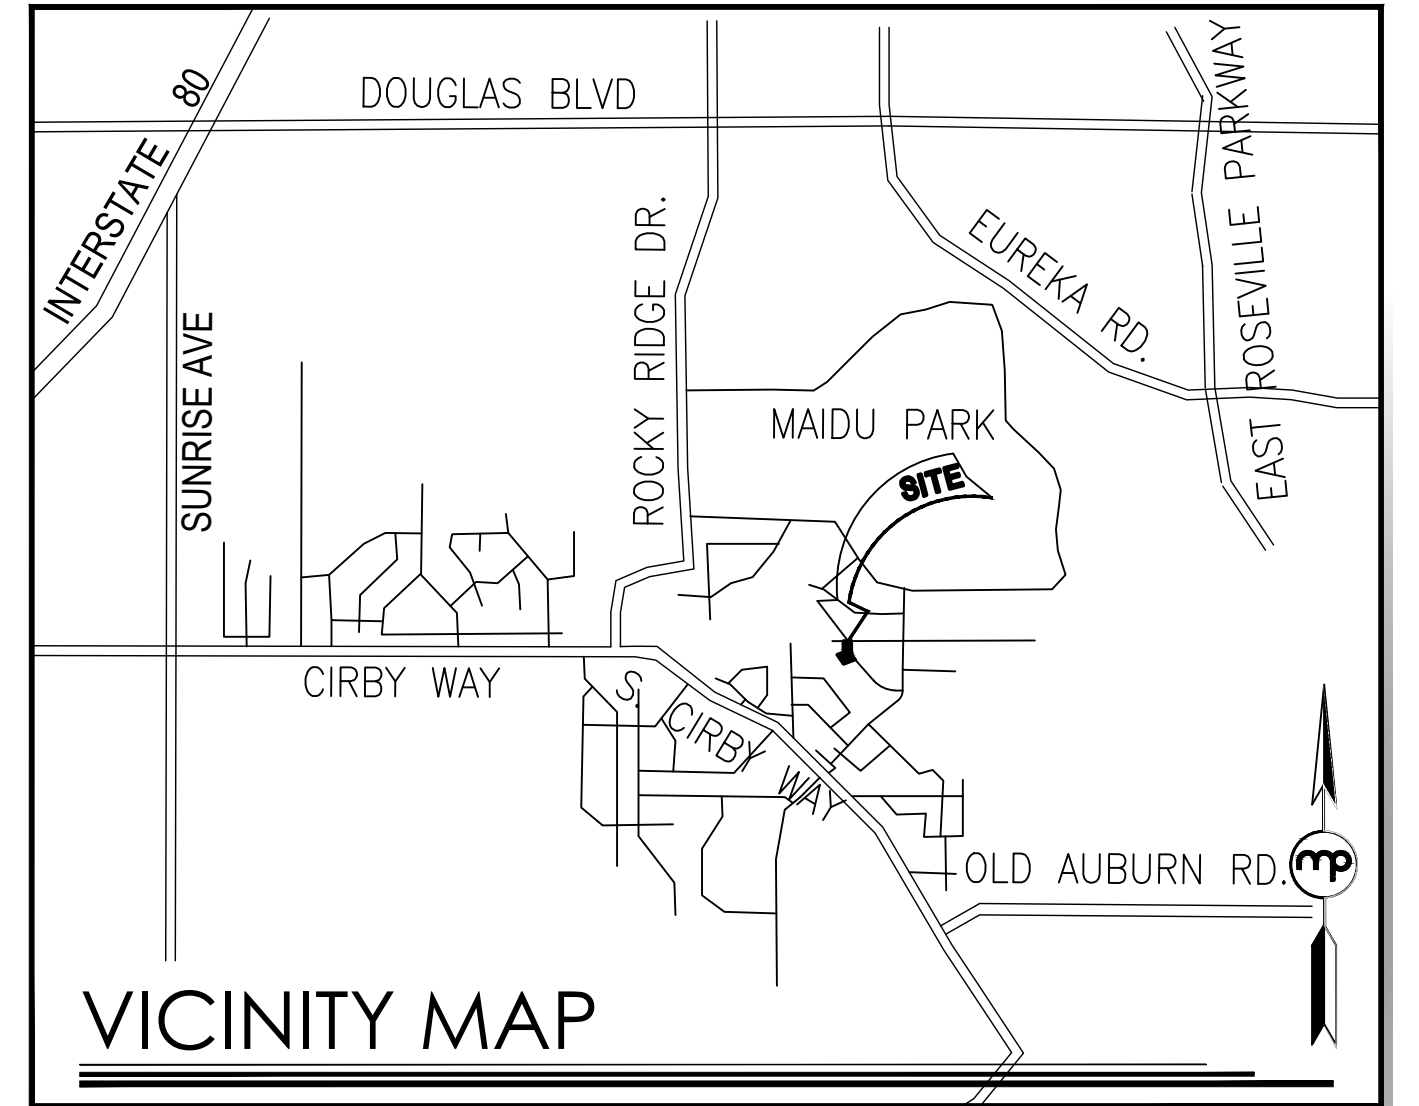 DOUGLAS BLVD
INTERSTATE 80
EAST ROSEVILLE PARKWAY
EUREKA RD.
ROCKY RIDGE DR.
SUNRISE AVE
MAIDU PARK
SITE
CIRBY WAY
S. CIRBY WAY
OLD AUBURN RD.
mp
VICINITY MAP